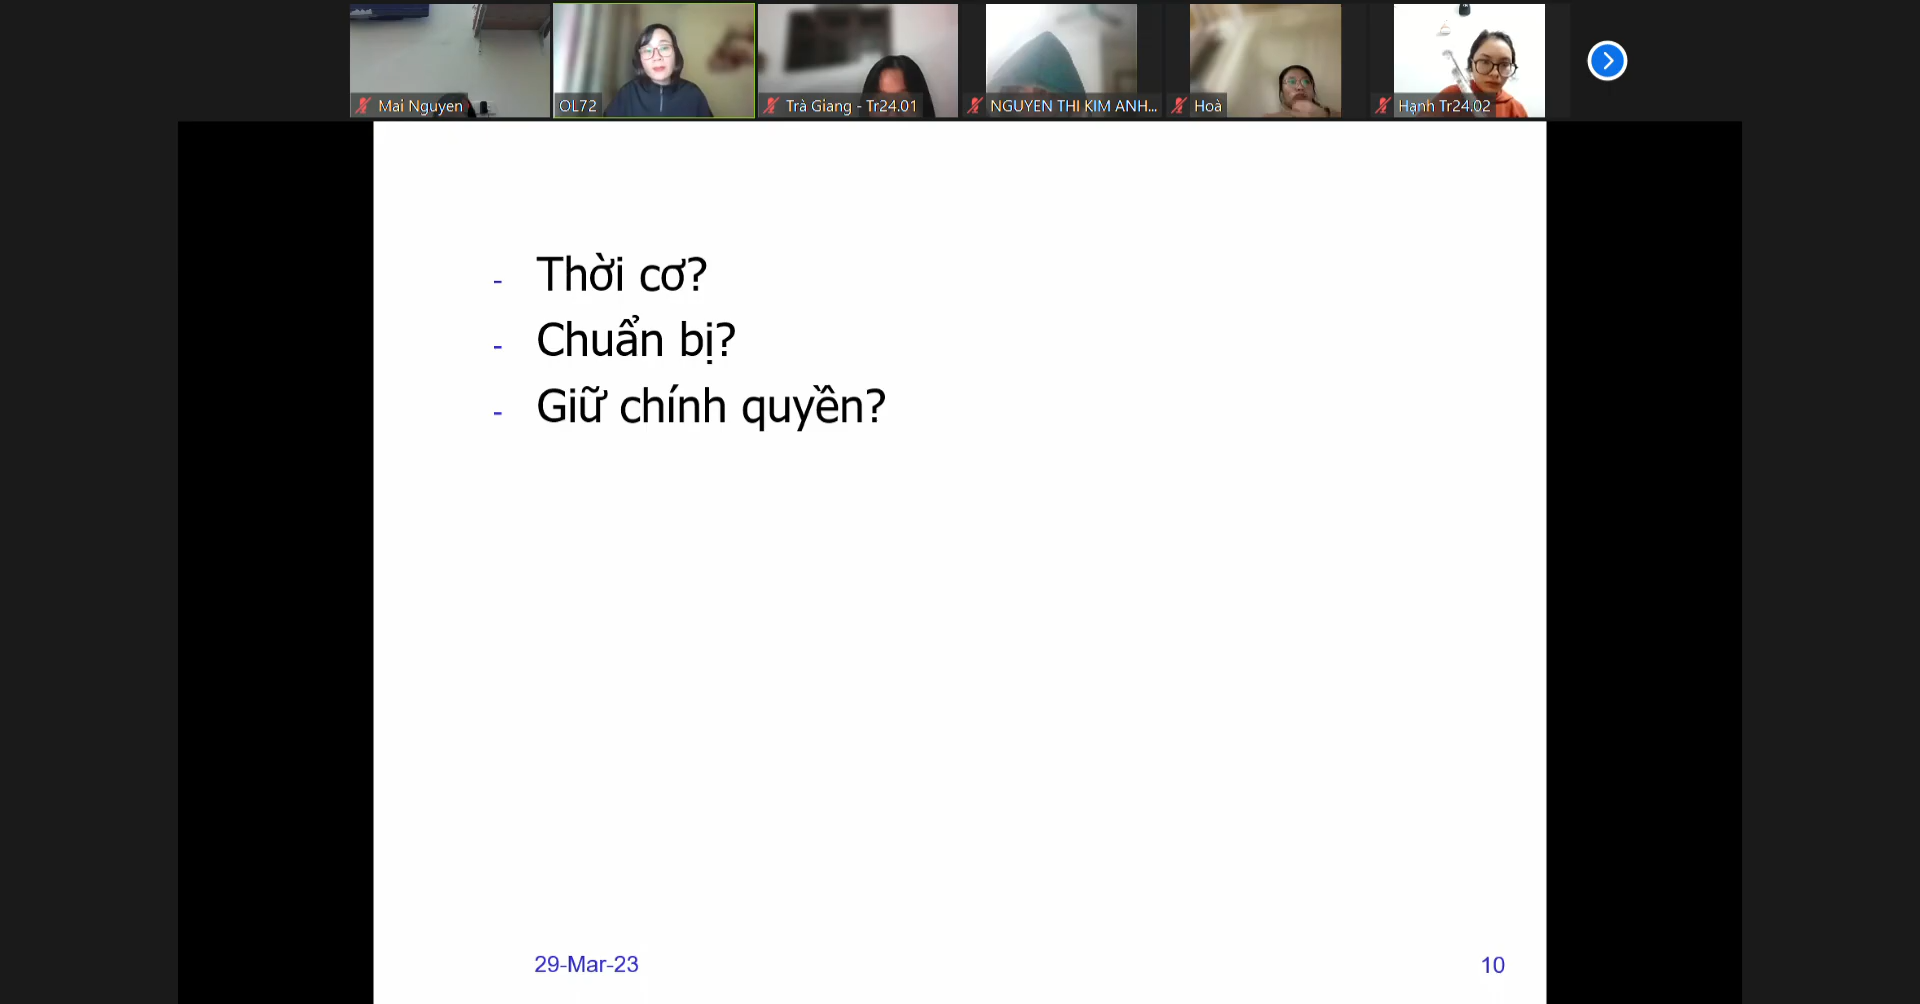 Mai Nguyen
OL72
Trà Giang - Tr24.01
NGUYEN THI KIM ANH...
Hoà
Hạnh Tr24.02
- Thời cơ?
- Chuẩn bị?
- Giữ chính quyền?
29-Mar-23
10